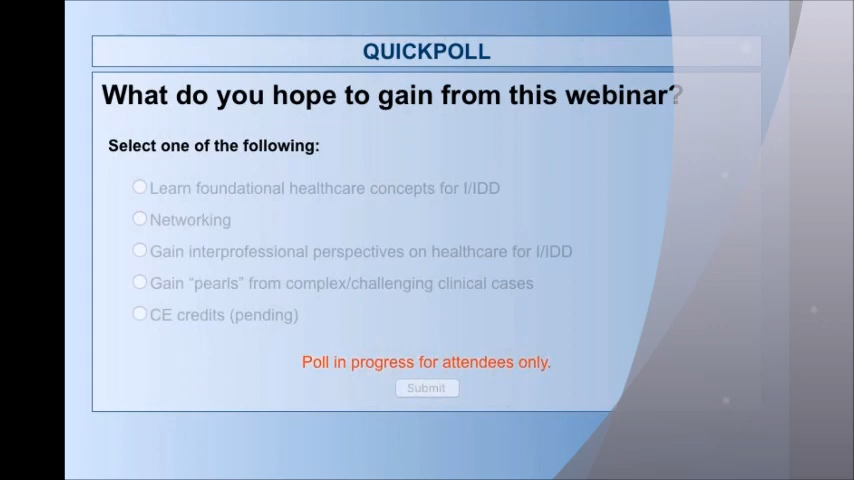 QUICKPOLL
What do you hope to gain from this webinar?
Select one of the following:
Learn foundational healthcare concepts for I/IDD
Networking
Gain interprofessional perspectives on healthcare for I/IDD
Gain “pearls” from complex/challenging clinical cases
CE credits (pending)
Poll in progress for attendees only.
Submit